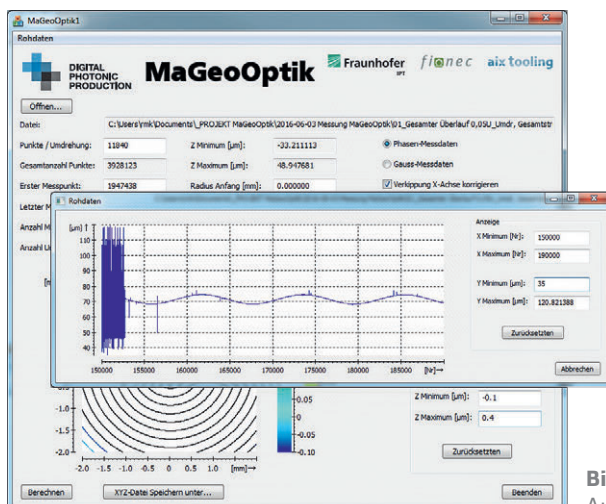 MaGeoOptik1
Rohdaten
DIGITAL PHOTONIC PRODUCTION
MaGeoOptik
Fraunhofer IPT
fionec
aix tooling
Öffnen...
Datei: C:\Users\rmk\Documents\_PROJEKT MaGeoOptik\2016-06-03 Messung MaGeoOptik\01_Gesamter Überlauf 0,05U_Umdr, Gesamtstr
Punkte / Umdrehung: 11840 Z Minimum [µm]: -33.211113 Phasen-Messdaten
Gesamtanzahl Punkte: 3928123 Z Maximum [µm]: 48.947681 Gauss-Messdaten
Erster Messpunkt: 1947438 Radius Anfang [mm]: 0.000000 Verkippung X-Achse korrigieren
Letzter M
Anzahl M
Anzahl U
[m
Rohdaten
[µm]
110
100
90
80
70
60
50
40
150000 155000 160000 165000 170000 175000 180000 185000 [Nr]→
Anzeige
X Minimum [Nr]: 150000
X Maximum [Nr]: 190000
Y Minimum [µm]: 35
Y Maximum [µm]: 120.821388
Zurücksetzten
Abbrechen
-1.0
-1.5
-2.0
-2.0 -1.5 -1.0 -0.5 0 0.5 1.0 1.5 [mm]→
-0.05
-0.10
Z Minimum [µm]: -0.1
Z Maximum [µm]: 0.4
Zurücksetzten
Berechnen
XYZ-Datei Speichern unter...
Beenden
Bi